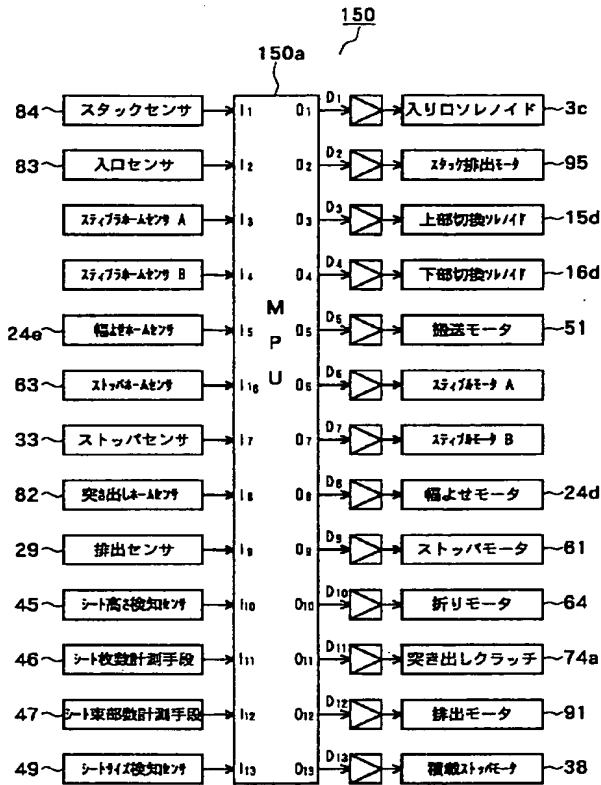 150
150a
84 スタックセンサ I1 O1 D1 入り口ソレノイド 3c
83 入口センサ I2 O2 D2 スタック排出モータ 95
スティプラホームセンサ A I3 O3 D3 上部切換ソレノイド 15d
スティプラホームセンサ B I4 O4 D4 下部切換ソレノイド 16d
MPU
24e 幅よせホームセンサ I5 O5 D5 搬送モータ 51
63 ストッパホームセンサ I16 O6 D6 スティプルモータ A
33 ストッパセンサ I7 O7 D7 スティプルモータ B
82 突き出しホームセンサ I8 O8 D8 幅よせモータ 24d
29 排出センサ I9 O9 D9 ストッパモータ 61
45 シート高さ検知センサ I10 O10 D10 折りモータ 64
46 シート枚数計測手段 I11 O11 D11 突き出しクラッチ 74a
47 シート束部数計測手段 I12 O12 D12 排出モータ 91
49 シートサイズ検知センサ I13 O13 D13 積載ストッパモータ 38